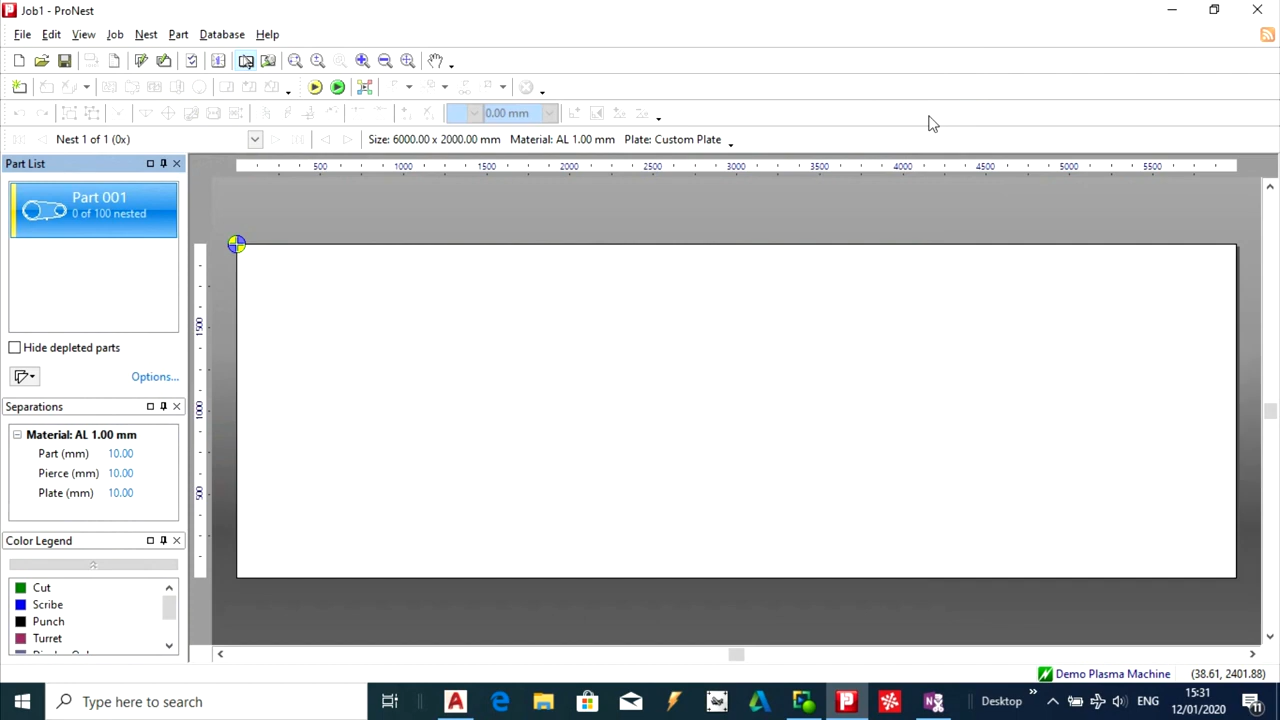 Job1 - ProNest
File Edit View Job Nest Part Database Help
0.00 mm
Nest 1 of 1 (0x) Size: 6000.00 x 2000.00 mm Material: AL 1.00 mm Plate: Custom Plate
Part List
500 1000 1500 2000 2500 3000 3500 4000 4500 5000 5500
Part 001
0 of 100 nested
1500
1000
500
Hide depleted parts
Options...
Separations
Material: AL 1.00 mm
Part (mm) 10.00
Pierce (mm) 10.00
Plate (mm) 10.00
Color Legend
Cut
Scribe
Punch
Turret
Demo Plasma Machine (38.61, 2401.88)
Type here to search
Desktop
ENG
15:31
12/01/2020
11